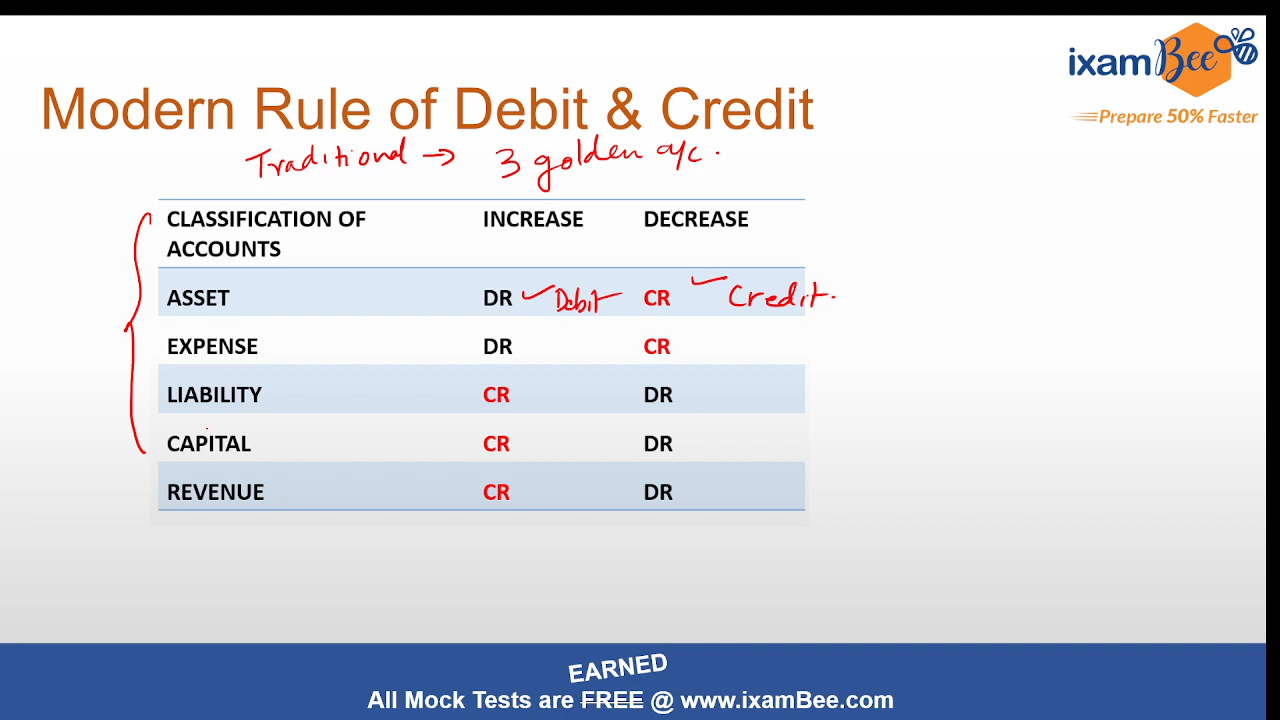 ixamBee
Prepare 50% Faster
Modern Rule of Debit & Credit
Traditional → 3 golden a/c.
CLASSIFICATION OF ACCOUNTS INCREASE DECREASE
ASSET DR ✓ Debit CR ✓ Credit.
EXPENSE DR CR
LIABILITY CR DR
CAPITAL CR DR
REVENUE CR DR
EARNED
All Mock Tests are FREE @ www.ixamBee.com